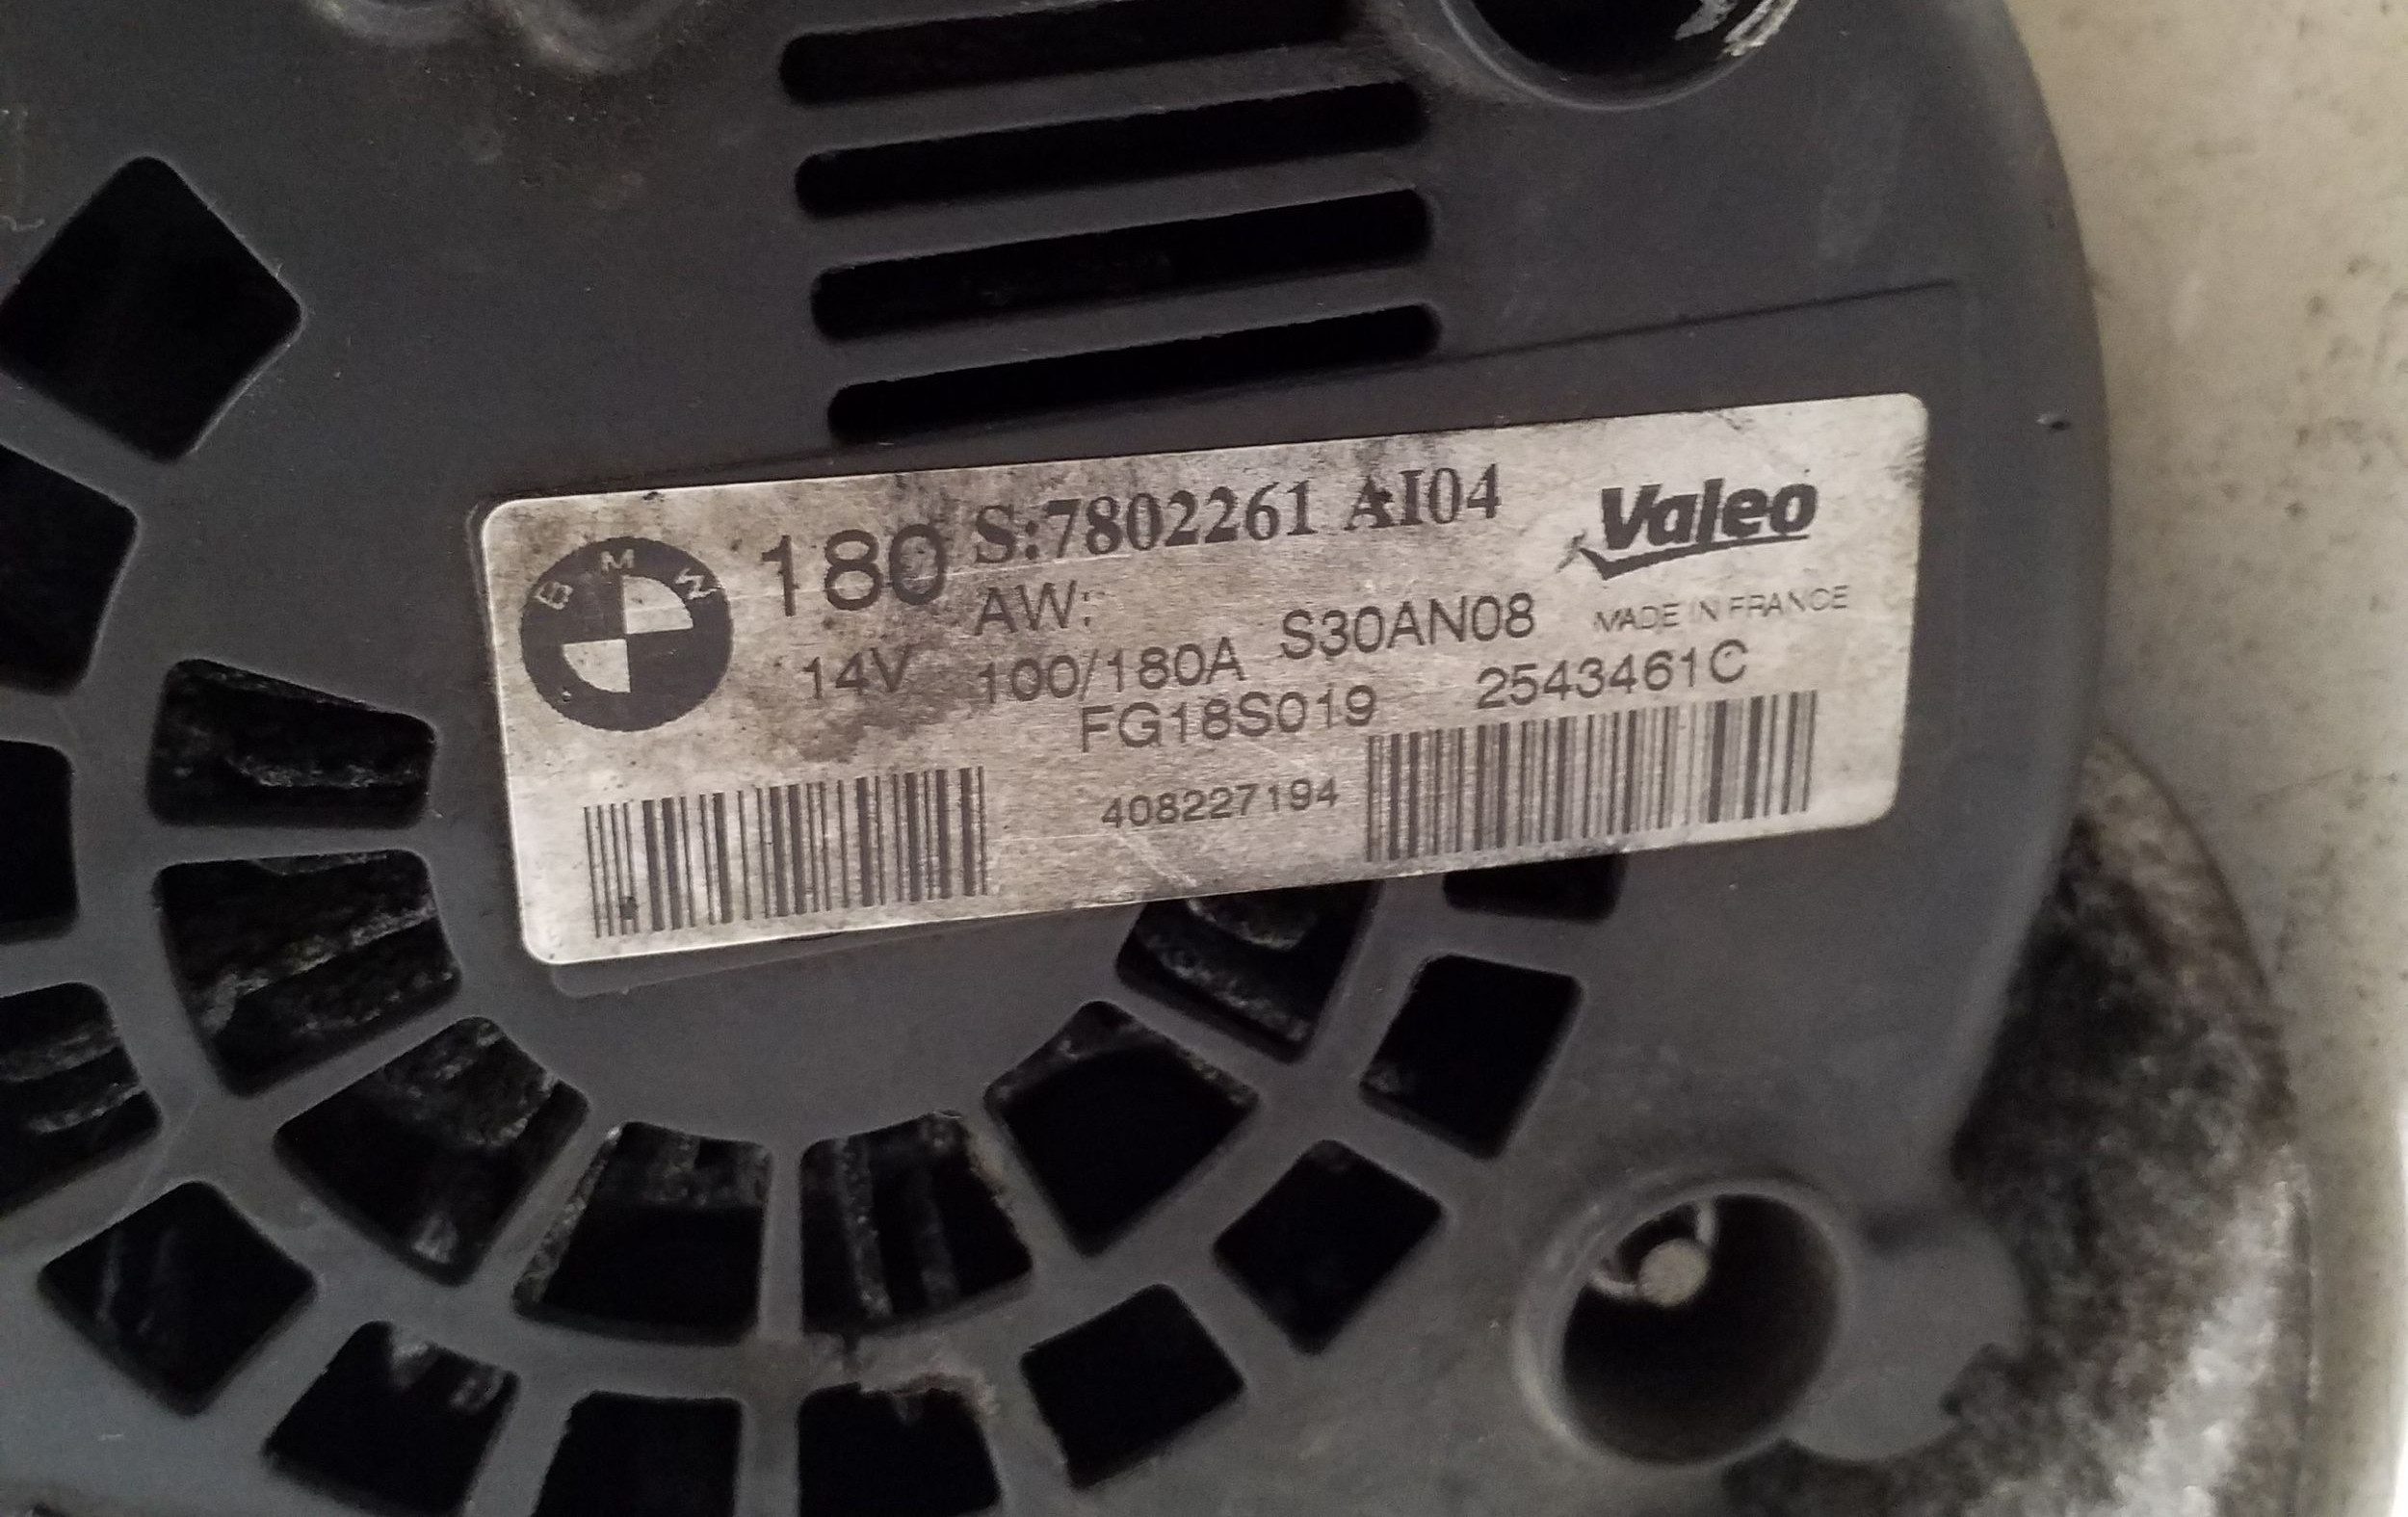 BMW
180 S:7802261 AI04 Valeo
AW:
14V 100/180A S30AN08 MADE IN FRANCE
FG18S019 2543461C
408227194